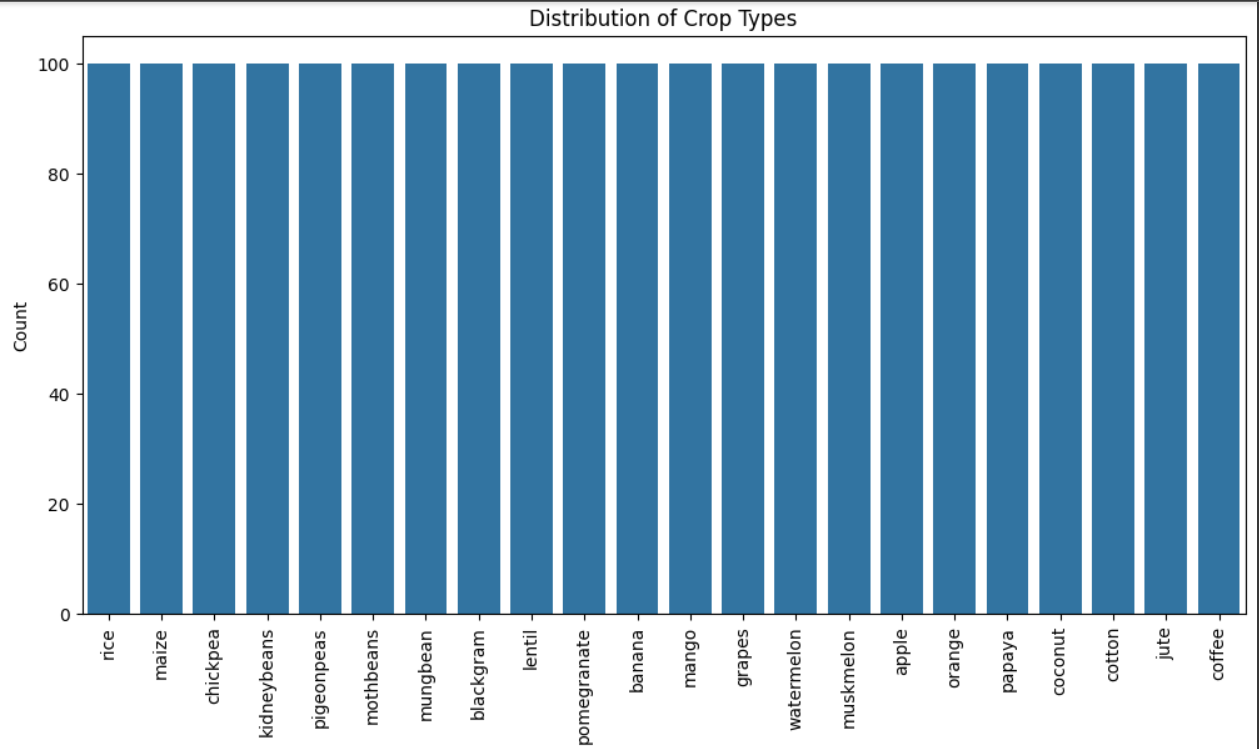 Distribution of Crop Types
100
80
60
40
20
0
Count
rice
maize
chickpea
kidneybeans
pigeonpeas
mothbeans
mungbean
blackgram
lentil
pomegranate
banana
mango
grapes
watermelon
muskmelon
apple
orange
papaya
coconut
cotton
jute
coffee